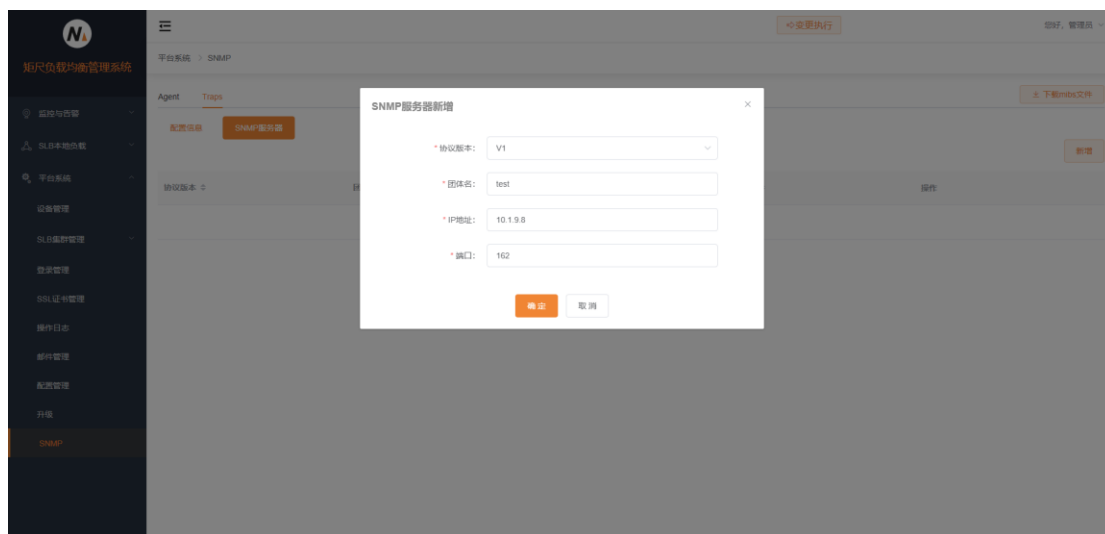 变更执行
您好，管理员
矩尺负载均衡管理系统
平台系统 > SNMP
监控与告警
SLB本地负载
平台系统
设备管理
SLB集群管理
登录管理
SSL证书管理
操作日志
邮件管理
配置管理
升级
SNMP
Agent
Traps
下载mibs文件
配置信息
SNMP服务器
新增
协议版本
操作
SNMP服务器新增
* 协议版本： V1
* 团体名： test
* IP地址： 10.1.9.8
* 端口： 162
确定
取消